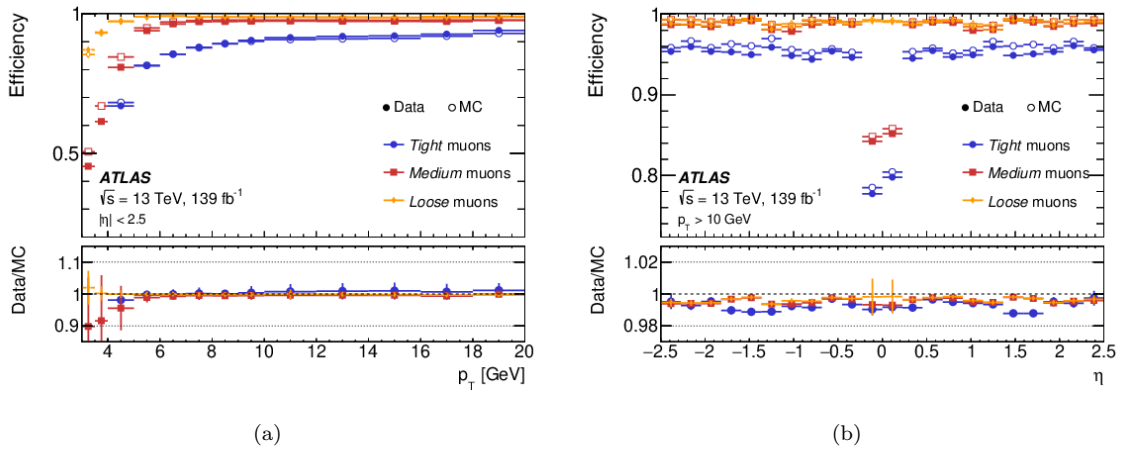 Efficiency
1
0.5
Data MC
Tight muons
Medium muons
Loose muons
ATLAS
√s = 13 TeV, 139 fb⁻¹
|η| < 2.5
Data/MC
1.1
1
0.9
4 6 8 10 12 14 16 18 20
p_T [GeV]
(a)
Efficiency
1
0.9
0.8
Data MC
Tight muons
Medium muons
Loose muons
ATLAS
√s = 13 TeV, 139 fb⁻¹
p_T > 10 GeV
Data/MC
1.02
1
0.98
−2.5 −2 −1.5 −1 −0.5 0 0.5 1 1.5 2 2.5
η
(b)